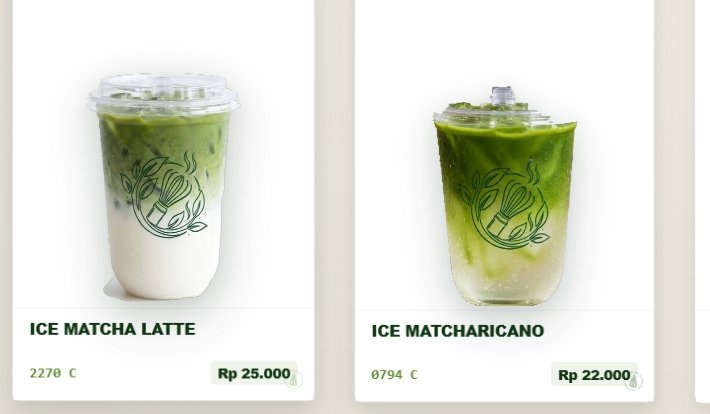 ICE MATCHA LATTE
2270 C
Rp 25.000
ICE MATCHARICANO
0794 C
Rp 22.000